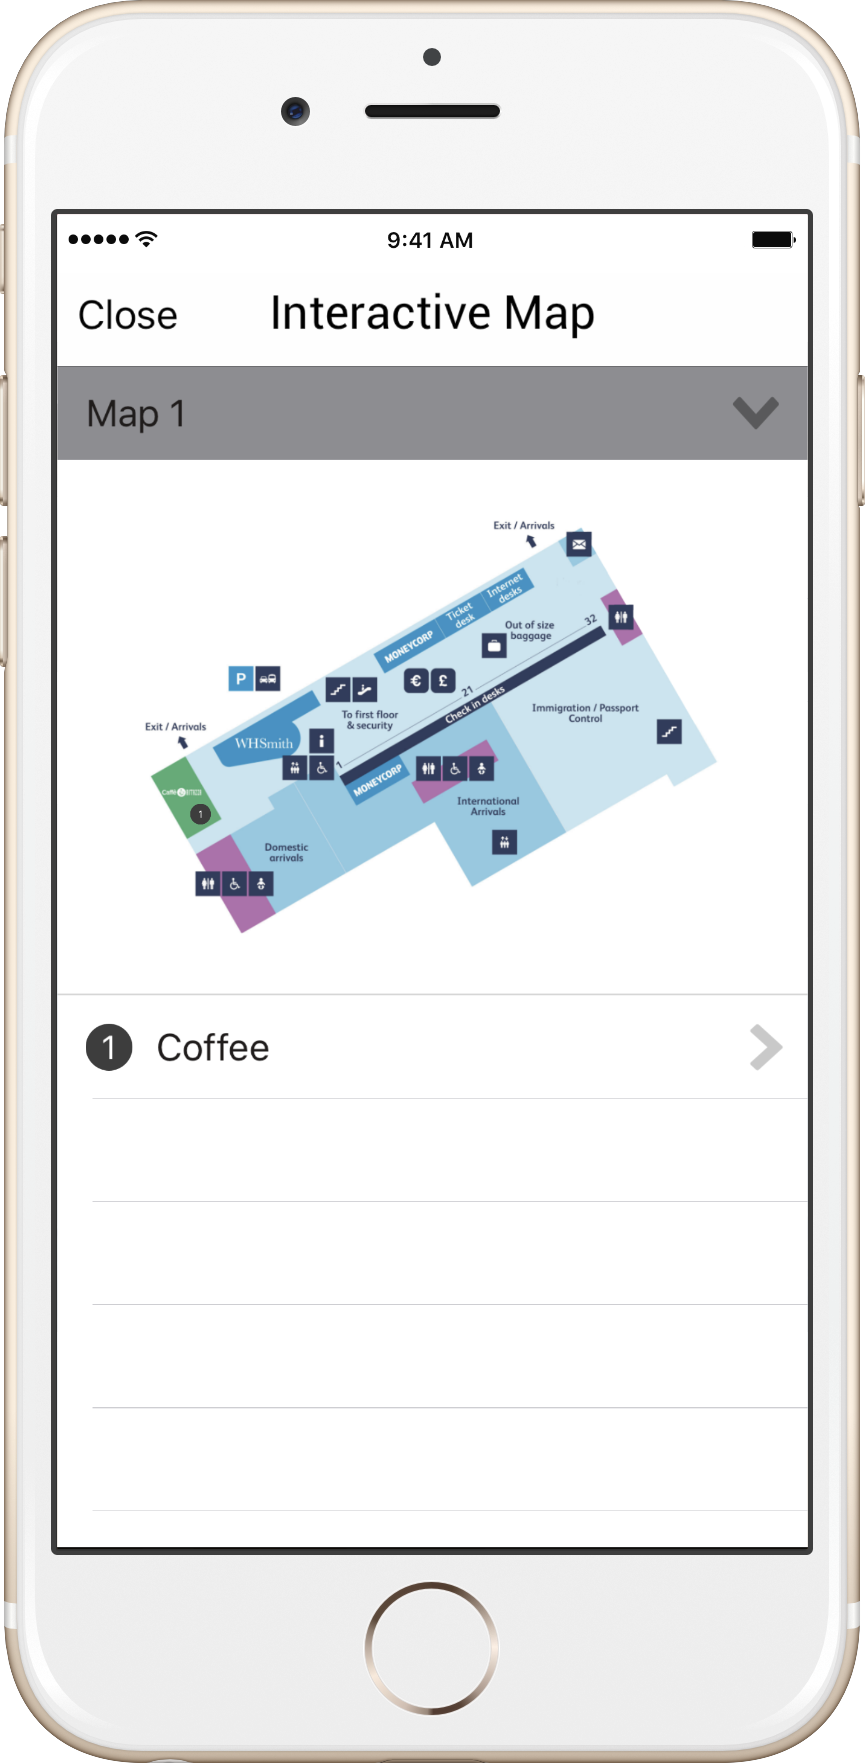 9:41 AM
Close
Interactive Map
Map 1
Exit / Arrivals
Internet
desks
Ticket
desk
MONEYCORP
Out of size
baggage
32
P
€ £
21
Check in desks
To first floor
& security
Immigration / Passport
Control
Exit / Arrivals
WHSmith
i
1
MONEYCORP
International
Arrivals
1
Domestic
arrivals
1 Coffee